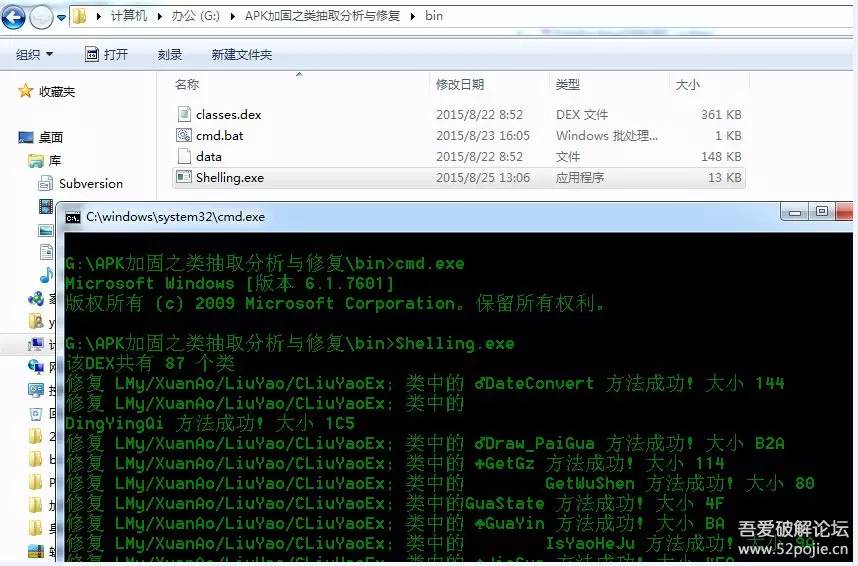 计算机 办公 (G:) APK加固之类抽取分析与修复 bin
组织 打开 刻录 新建文件夹
名称 修改日期 类型 大小
收藏夹
classes.dex 2015/8/22 8:52 DEX 文件 361 KB
桌面 cmd.bat 2015/8/23 16:05 Windows 批处理... 1 KB
库 data 2015/8/22 8:52 文件 148 KB
Subversion Shelling.exe 2015/8/25 13:06 应用程序 13 KB
C:\windows\system32\cmd.exe
G:\APK加固之类抽取分析与修复\bin>cmd.exe
Microsoft Windows [版本 6.1.7601]
版权所有 (c) 2009 Microsoft Corporation。保留所有权利。
G:\APK加固之类抽取分析与修复\bin>Shelling.exe
该DEX共有 87 个类
修复 LMy/XuanAo/LiuYao/CLiuYaoEx; 类中的 ♂DateConvert 方法成功! 大小 144
修复 LMy/XuanAo/LiuYao/CLiuYaoEx; 类中的
DingYingQi 方法成功! 大小 1C5
修复 LMy/XuanAo/LiuYao/CLiuYaoEx; 类中的 ♂Draw_PaiGua 方法成功! 大小 B2A
修复 LMy/XuanAo/LiuYao/CLiuYaoEx; 类中的 GetGz 方法成功! 大小 114
修复 LMy/XuanAo/LiuYao/CLiuYaoEx; 类中的 GetWuShen 方法成功! 大小 80
修复 LMy/XuanAo/LiuYao/CLiuYaoEx; 类中的GuaState 方法成功! 大小 4F
修复 LMy/XuanAo/LiuYao/CLiuYaoEx; 类中的 GuaYin 方法成功! 大小 BA
修复 LMy/XuanAo/LiuYao/CLiuYaoEx; 类中的 IsYaoHeJu 方法成功! 大小
吾爱破解论坛
www.52pojie.cn